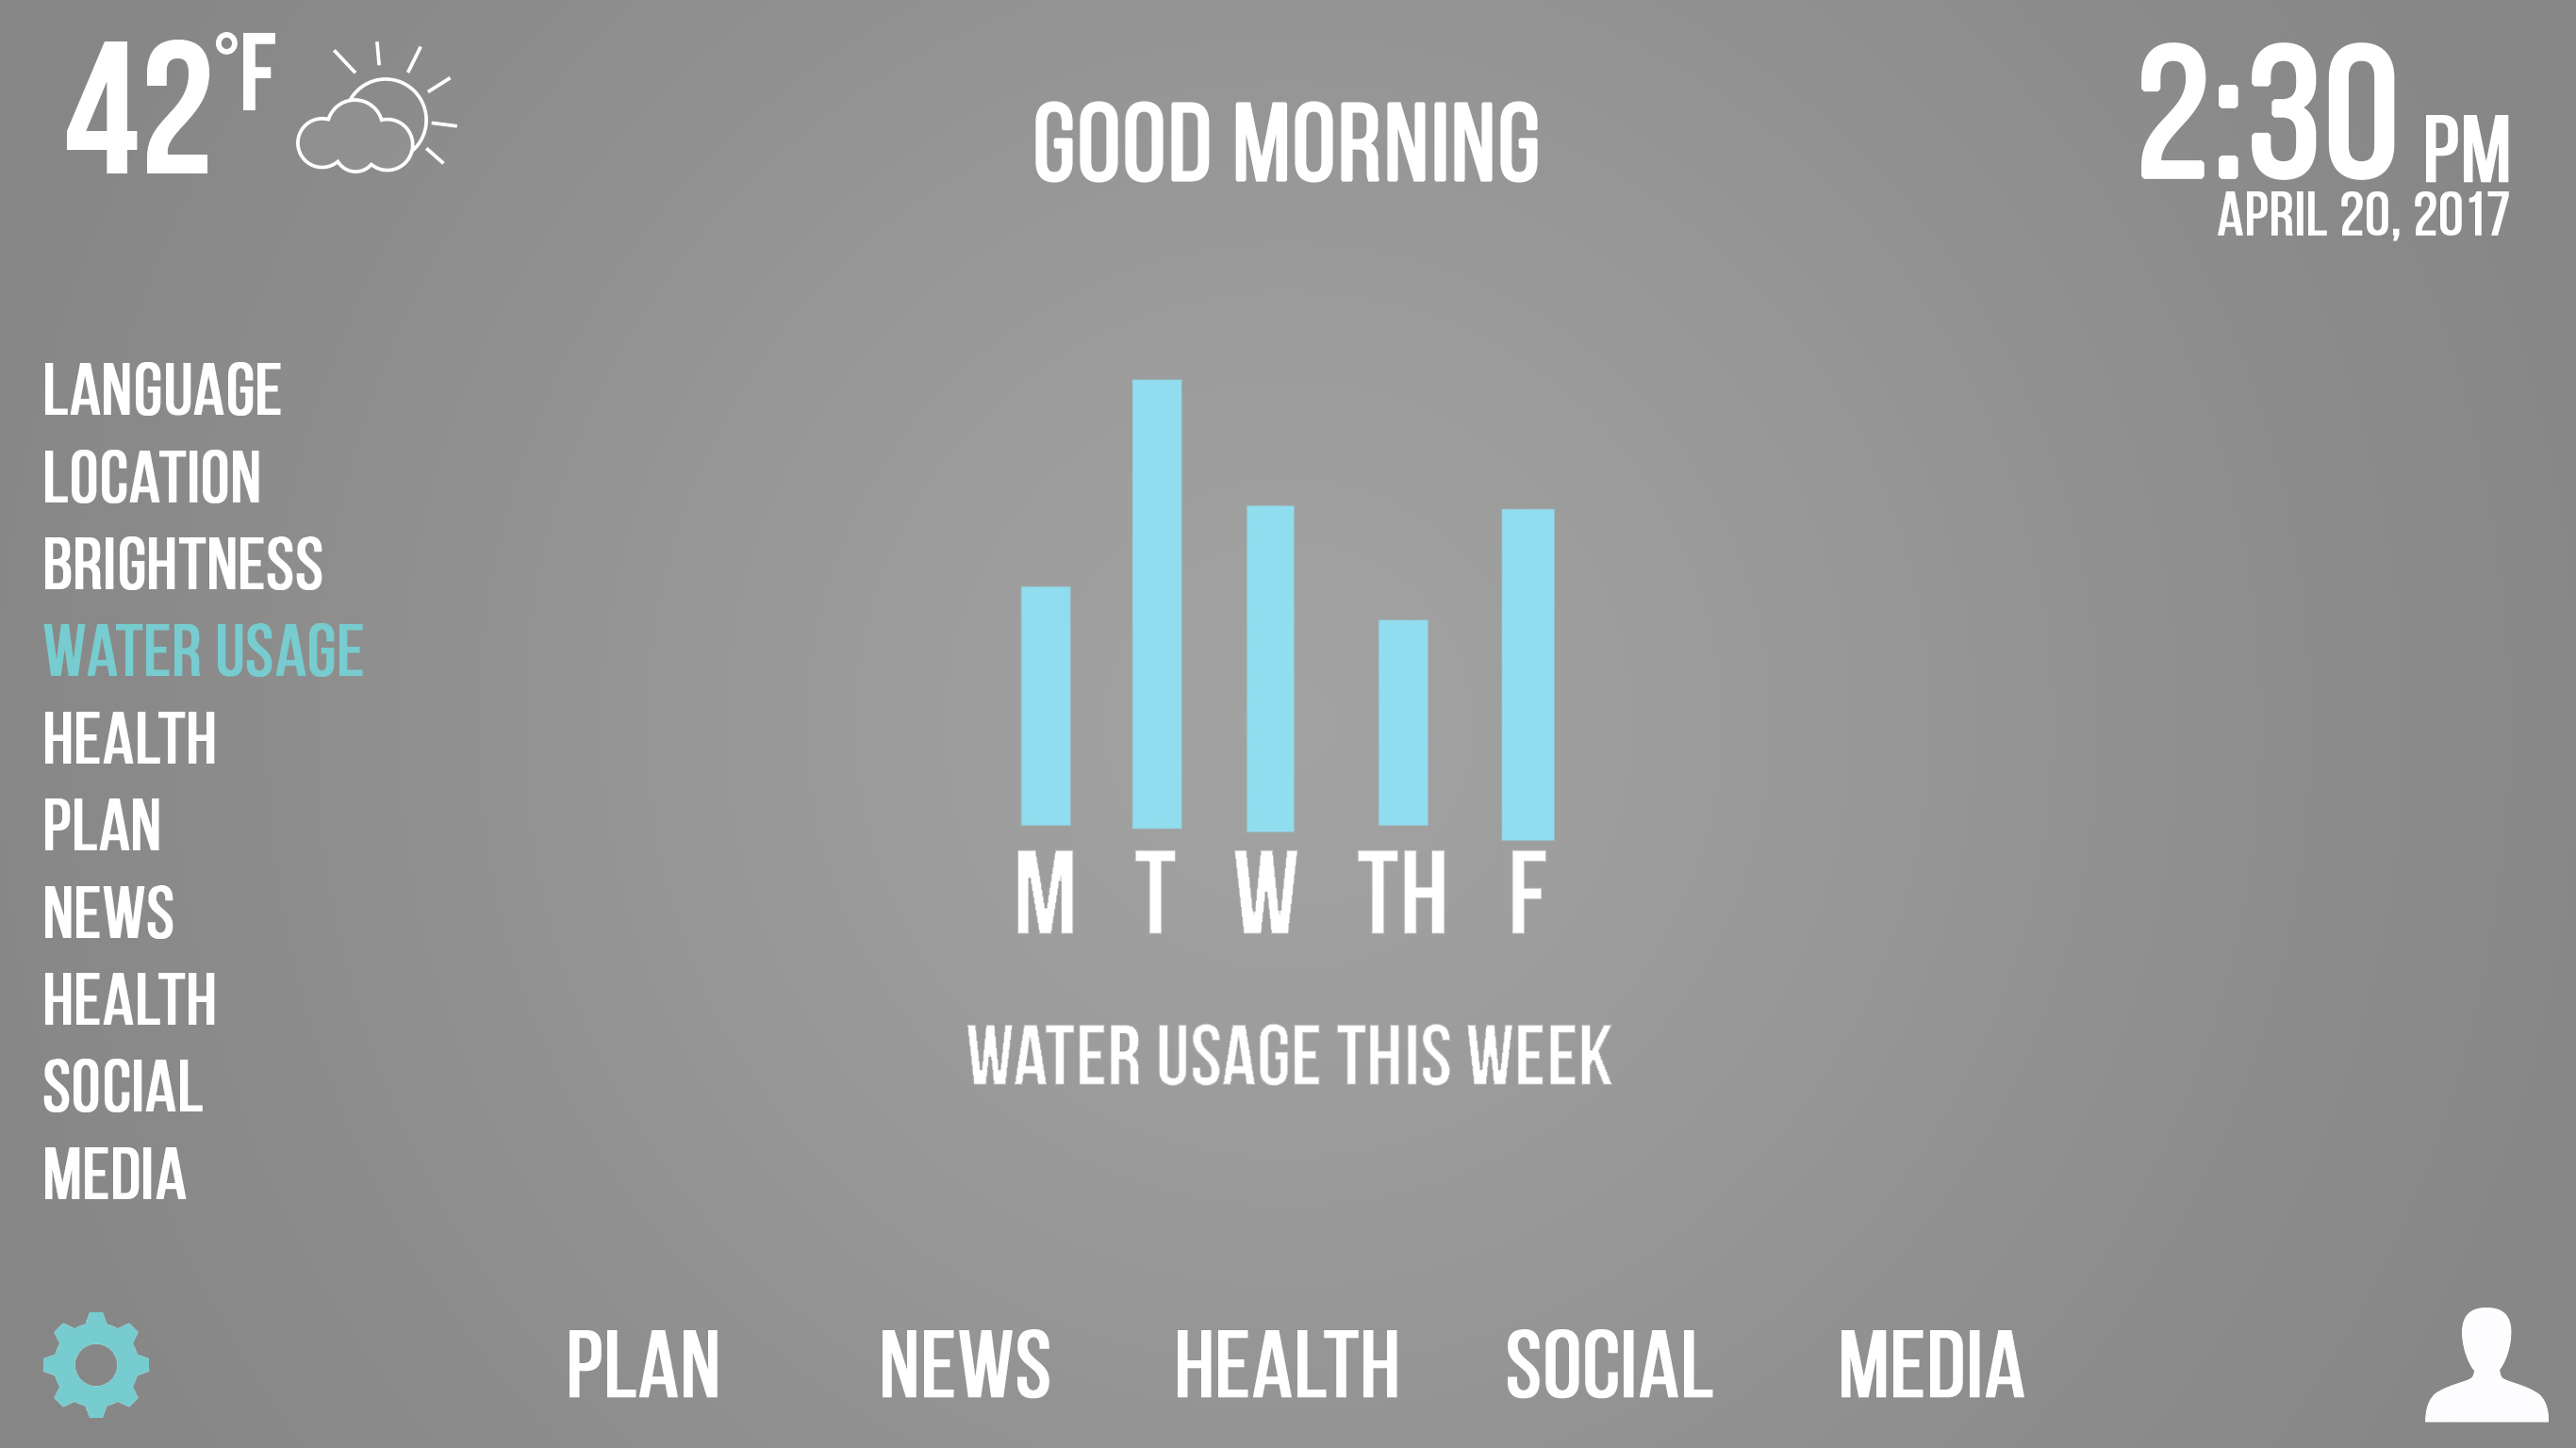 42°F
GOOD MORNING
2:30 PM
APRIL 20, 2017
LANGUAGE
LOCATION
BRIGHTNESS
WATER USAGE
HEALTH
PLAN
NEWS
HEALTH
SOCIAL
MEDIA
M T W TH F
WATER USAGE THIS WEEK
PLAN NEWS HEALTH SOCIAL MEDIA